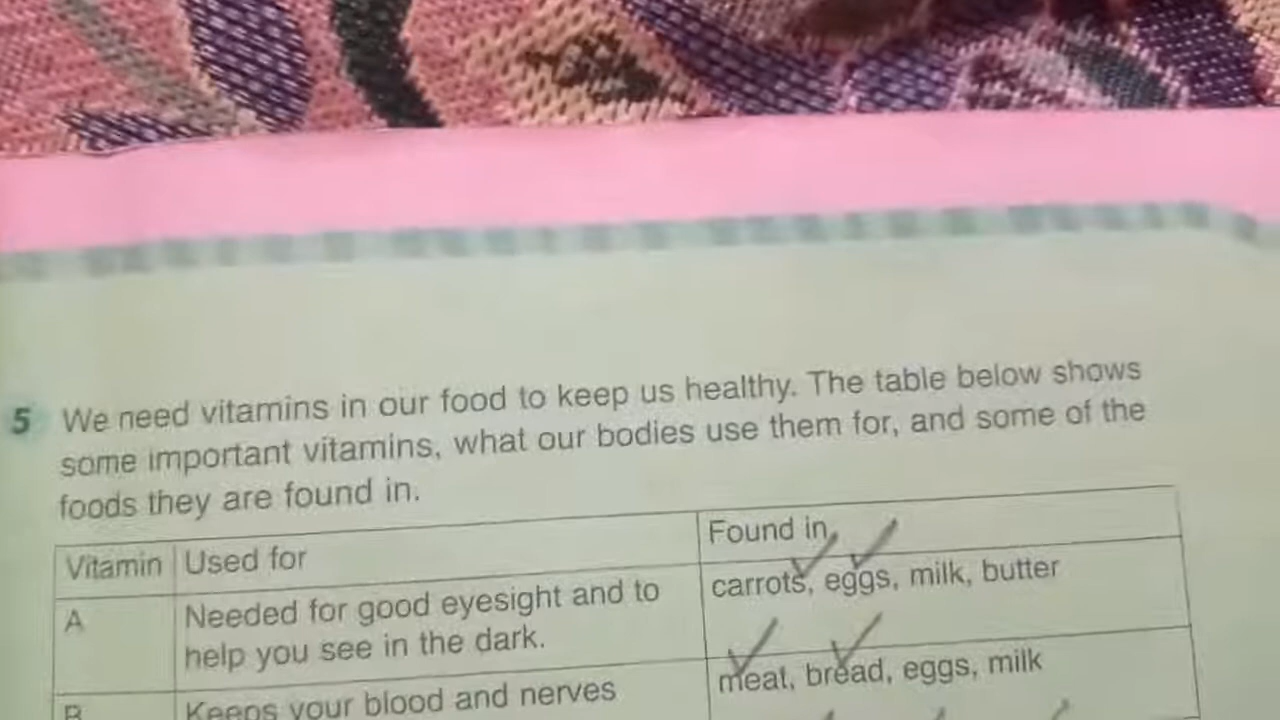 5 We need vitamins in our food to keep us healthy. The table below shows
some important vitamins, what our bodies use them for, and some of the
foods they are found in.
Vitamin Used for Found in
A Needed for good eyesight and to carrots, eggs, milk, butter
help you see in the dark.
B Keeps your blood and nerves meat, bread, eggs, milk